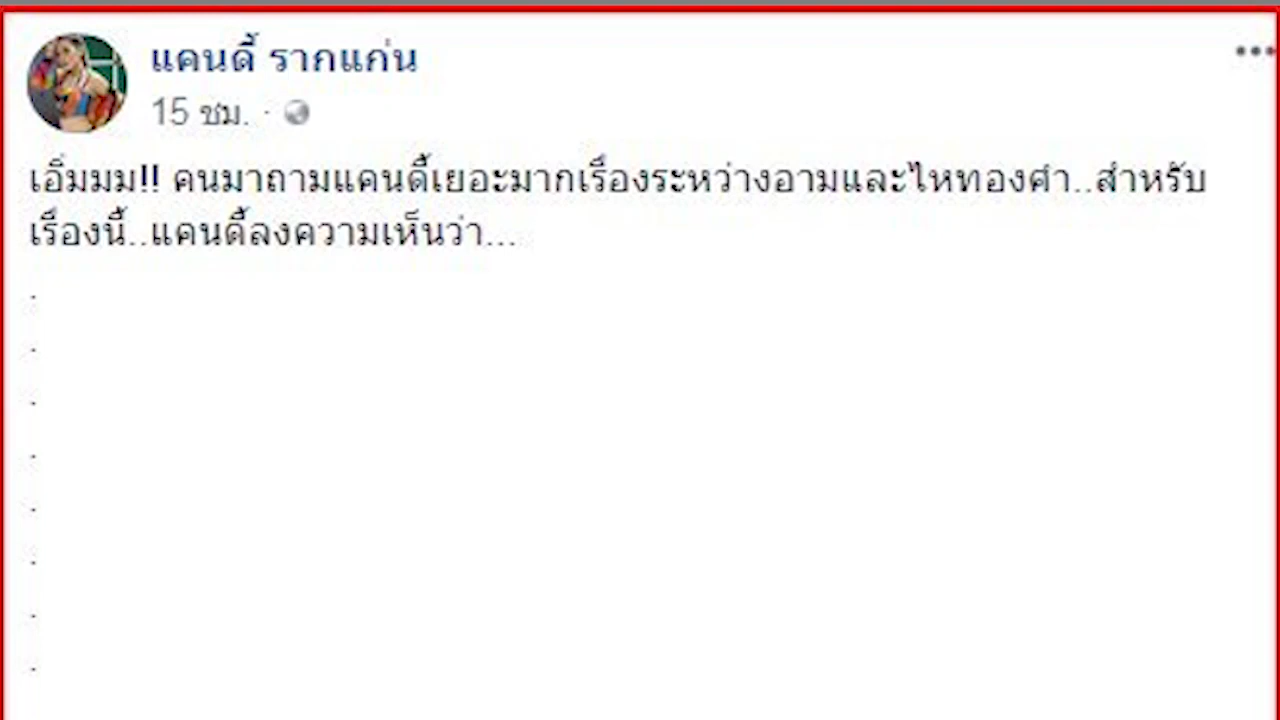 แคนดี้ รากแก่น
15 ชม. ·
เอิ่มมม!! คนมาถามแคนดี้เยอะมากเรื่องระหว่างอามและไหทองคำ..สำหรับ
เรื่องนี้..แคนดี้ลงความเห็นว่า...
.
.
.
.
.
.
.
.